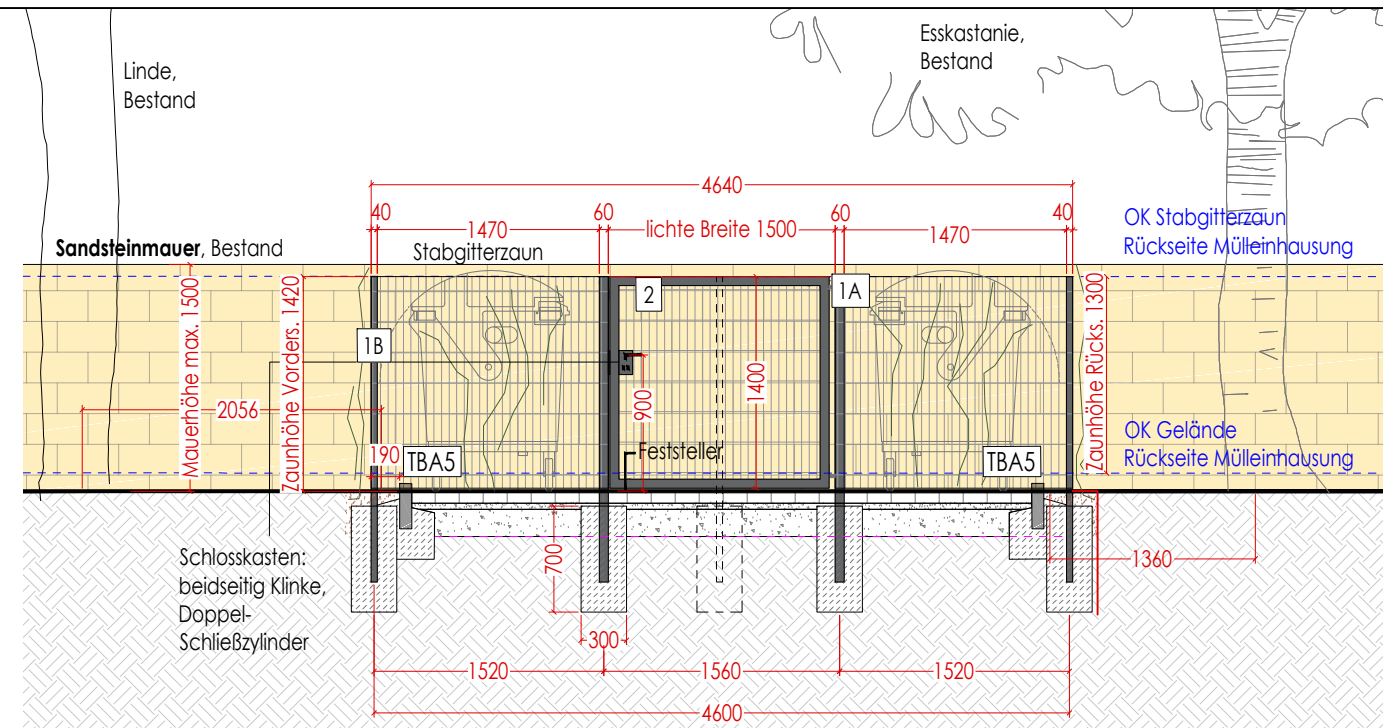 Linde,
Bestand
Esskastanie,
Bestand
4640
40
1470
60
lichte Breite 1500
60
1470
40
OK Stabgitterzaun
Rückseite Mülleinhausung
Sandsteinmauer, Bestand
Stabgitterzaun
Mauerhöhe max. 1500
Zaunhöhe Vorders. 1420
2
1A
1B
Zaunhöhe Rücks. 1300
1400
900
2056
190
TBA5
Feststeller
TBA5
OK Gelände
Rückseite Mülleinhausung
Schlosskasten:
beidseitig Klinke,
Doppel-
Schließzylinder
700
1360
300
1520
1560
1520
4600